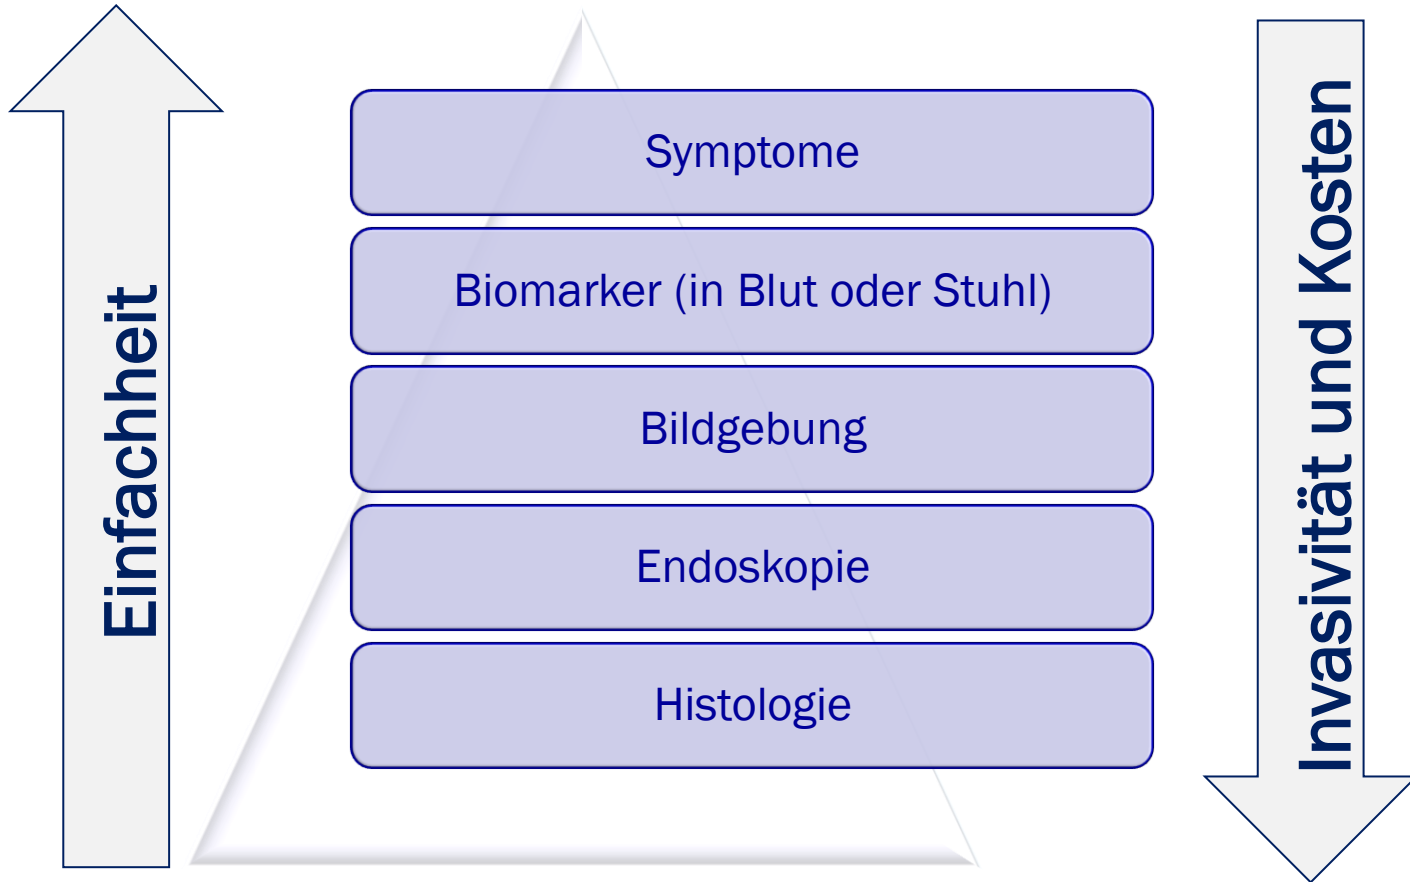 Einfachheit
Symptome
Biomarker (in Blut oder Stuhl)
Bildgebung
Endoskopie
Histologie
Invasivität und Kosten